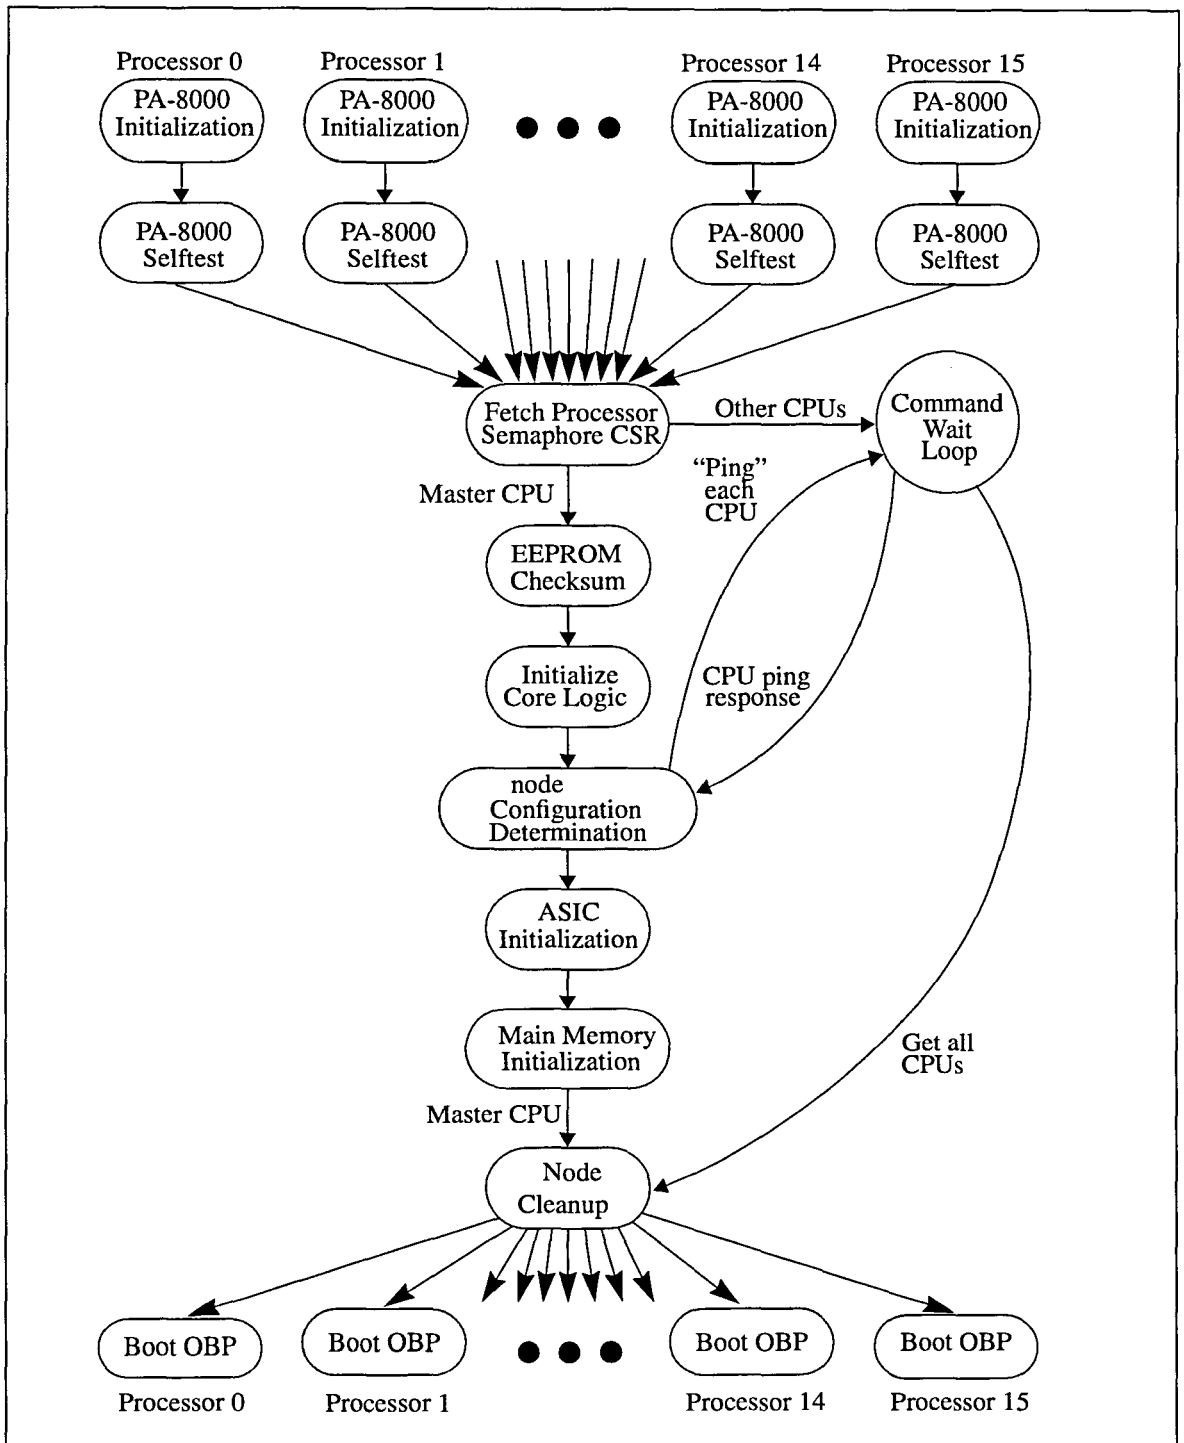 Processor 0
Processor 1
Processor 14
Processor 15
PA-8000
Initialization
PA-8000
Initialization
PA-8000
Initialization
PA-8000
Initialization
PA-8000
Selftest
PA-8000
Selftest
PA-8000
Selftest
PA-8000
Selftest
Fetch Processor
Semaphore CSR
Other CPUs
Command
Wait
Loop
Master CPU
“Ping”
each
CPU
EEPROM
Checksum
Initialize
Core Logic
CPU ping
response
node
Configuration
Determination
ASIC
Initialization
Main Memory
Initialization
Get all
CPUs
Master CPU
Node
Cleanup
Boot OBP
Boot OBP
Boot OBP
Boot OBP
Processor 0
Processor 1
Processor 14
Processor 15